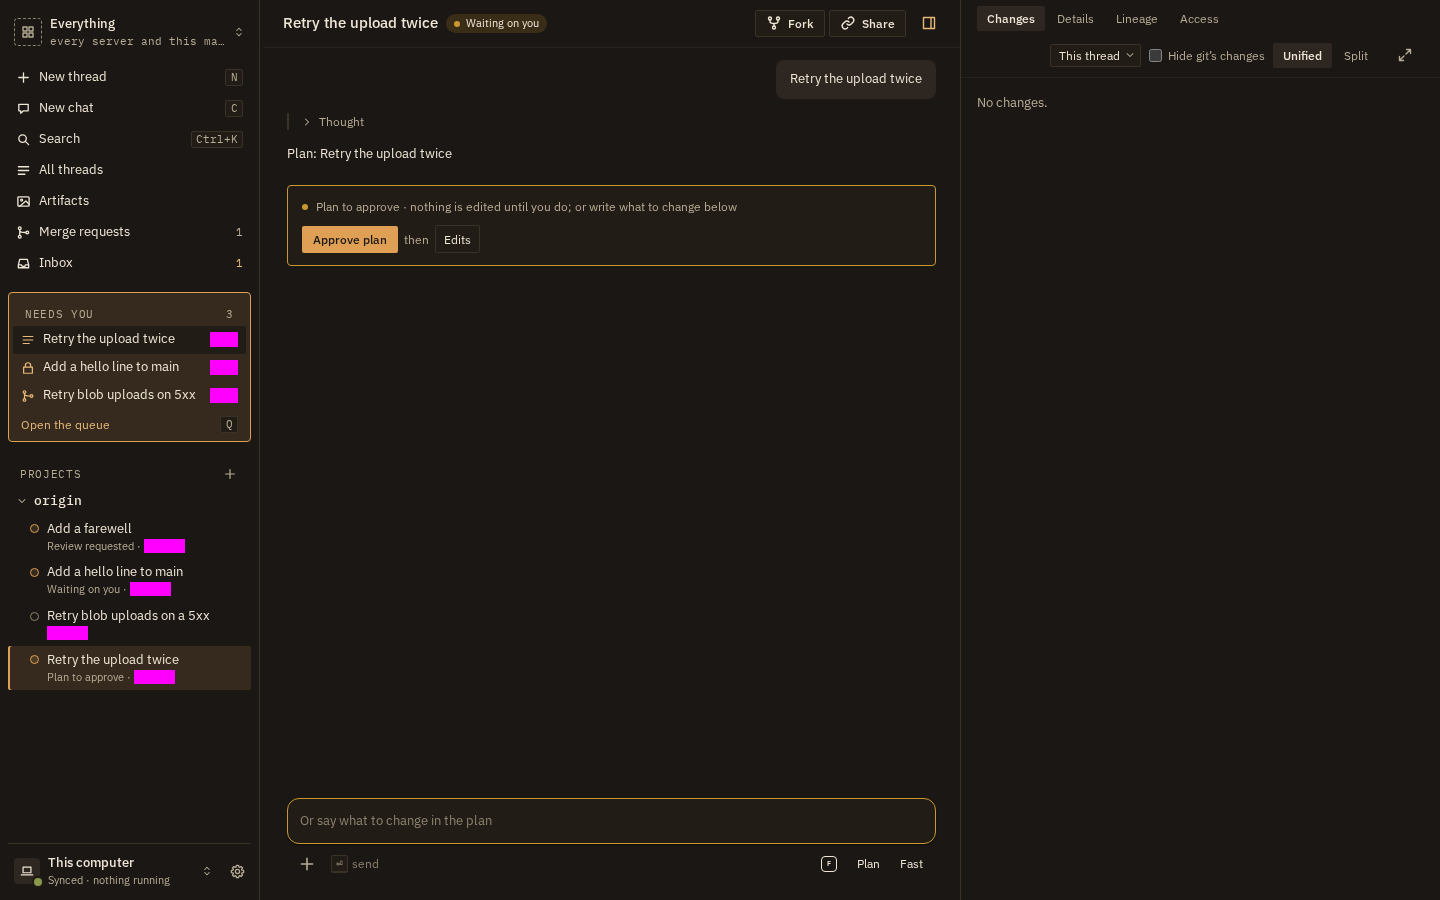 Everything
every server and this ma…
New thread N
New chat C
Search Ctrl+K
All threads
Artifacts
Merge requests 1
Inbox 1
NEEDS YOU 3
Retry the upload twice
Add a hello line to main
Retry blob uploads on 5xx
Open the queue Q
PROJECTS
origin
Add a farewell
Review requested ·
Add a hello line to main
Waiting on you ·
Retry blob uploads on a 5xx
Retry the upload twice
Plan to approve ·
This computer
Synced · nothing running
Retry the upload twice Waiting on you Fork Share
Retry the upload twice
Thought
Plan: Retry the upload twice
Plan to approve · nothing is edited until you do; or write what to change below
Approve plan then Edits
Or say what to change in the plan
send F Plan Fast
Changes Details Lineage Access
This thread Hide git's changes Unified Split
No changes.